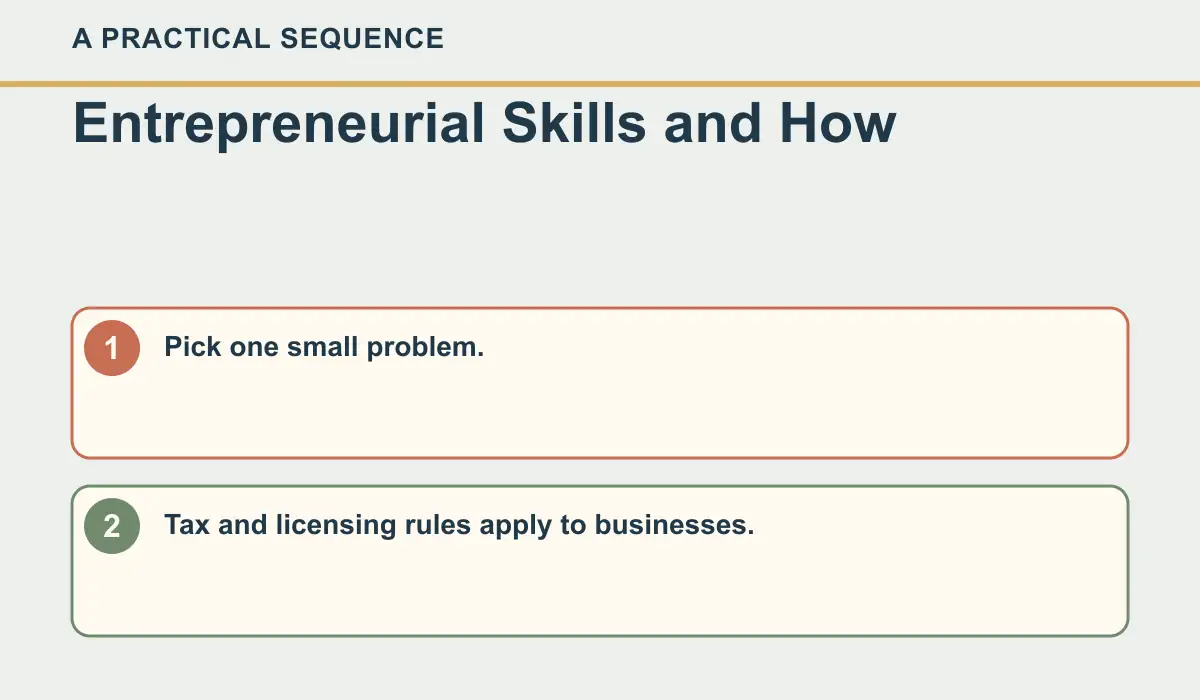 A PRACTICAL SEQUENCE
Entrepreneurial Skills and How
1
Pick one small problem.
2
Tax and licensing rules apply to businesses.